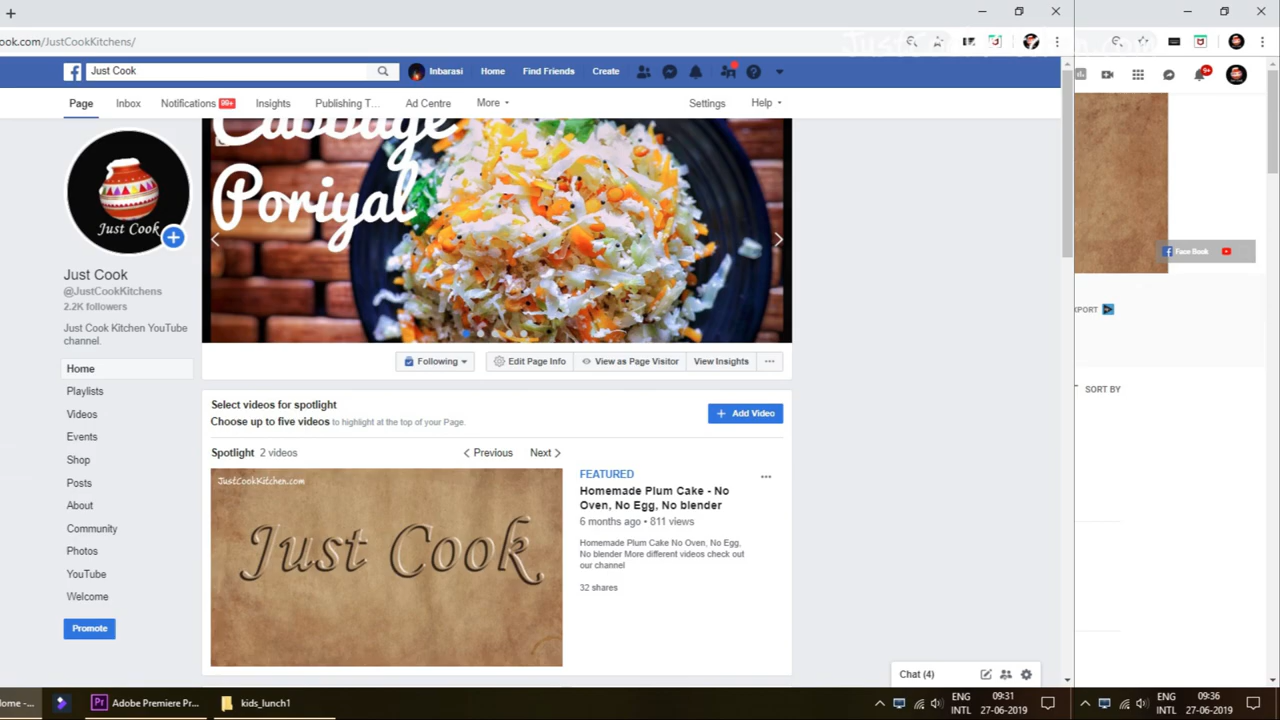 ook.com/JustCookKitchens/
Just Cook
Inbarasi
Home
Find Friends
Create
9+
Page
Inbox
Notifications 99+
Insights
Publishing T...
Ad Centre
More
Settings
Help
Cabbage
Poriyal
Just Cook
Face Book
Just Cook
@JustCookKitchens
2.2K followers
Just Cook Kitchen YouTube
channel.
PORT
Following
Edit Page Info
View as Page Visitor
View Insights
Home
Playlists
Videos
Events
Shop
Posts
About
Community
Photos
YouTube
Welcome
Promote
SORT BY
Select videos for spotlight
Choose up to five videos to highlight at the top of your Page.
+ Add Video
Spotlight 2 videos
Previous
Next
JustCookKitchen.com
Just Cook
FEATURED
Homemade Plum Cake - No
Oven, No Egg, No blender
6 months ago • 811 views
Homemade Plum Cake No Oven, No Egg,
No blender More different videos check out
our channel
32 shares
Chat (4)
ome -...
Pr Adobe Premiere Pr...
kids_lunch1
ENG
INTL
09:31
27-06-2019
ENG
INTL
09:36
27-06-2019